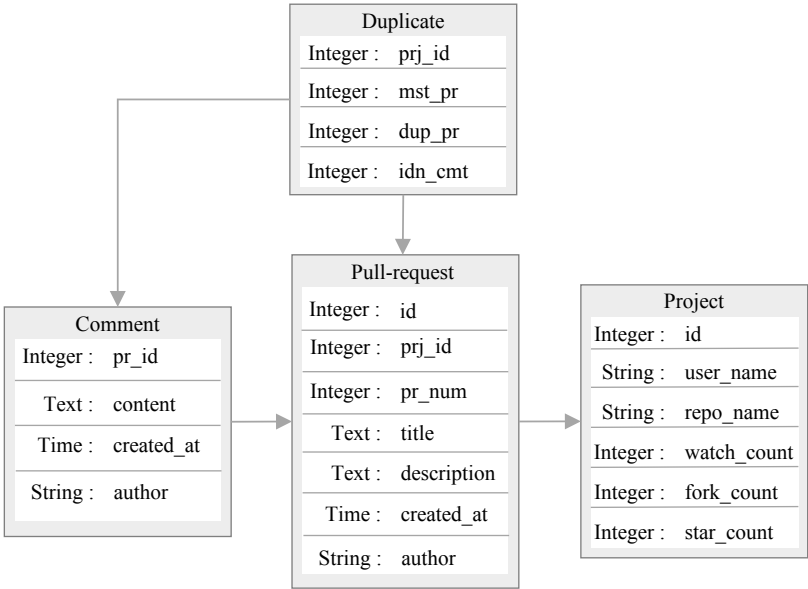 Duplicate
Integer : prj_id
Integer : mst_pr
Integer : dup_pr
Integer : idn_cmt
Comment
Integer : pr_id
Text : content
Time : created_at
String : author
Pull-request
Integer : id
Integer : prj_id
Integer : pr_num
Text : title
Text : description
Time : created_at
String : author
Project
Integer : id
String : user_name
String : repo_name
Integer : watch_count
Integer : fork_count
Integer : star_count